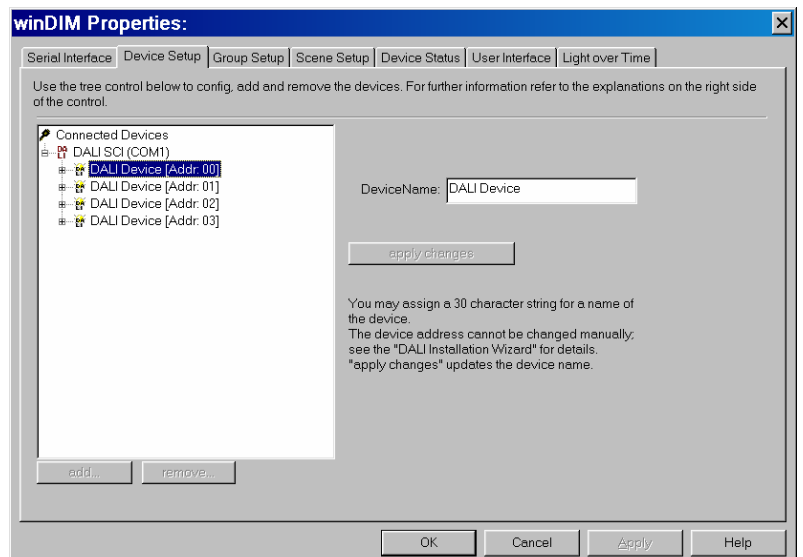 winDIM Properties:
Serial Interface
Device Setup
Group Setup
Scene Setup
Device Status
User Interface
Light over Time
Use the tree control below to config, add and remove the devices. For further information refer to the explanations on the right side
of the control.
Connected Devices
DALI SCI (COM1)
DALI Device [Addr: 00]
DALI Device [Addr: 01]
DALI Device [Addr: 02]
DALI Device [Addr: 03]
DeviceName: DALI Device
apply changes
You may assign a 30 character string for a name of
the device.
The device address cannot be changed manually;
see the "DALI Installation Wizard" for details.
"apply changes" updates the device name.
add...
remove...
OK
Cancel
Apply
Help